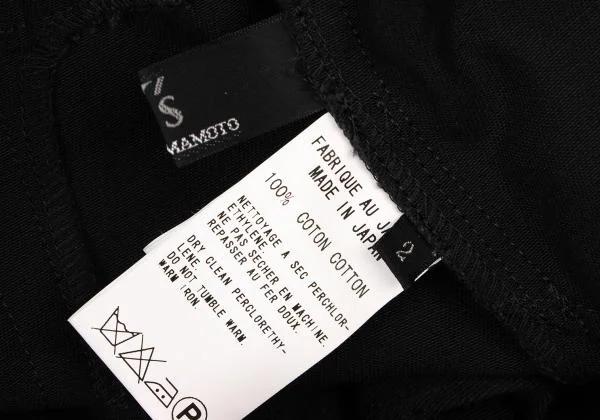 'S
MAMOTO
FABRIQUE AU JA
MADE IN JAPAN
2
100% COTON COTTON
NETTOYAGE A SEC PERCHLOR-
ETHYLENE.
NE PAS SECHER EN MACHINE.
REPASSER AU FER DOUX.
DRY CLEAN PERCLORETHY-
LENE.
DO NOT TUMBLE WARM.
WARM IRON.
P